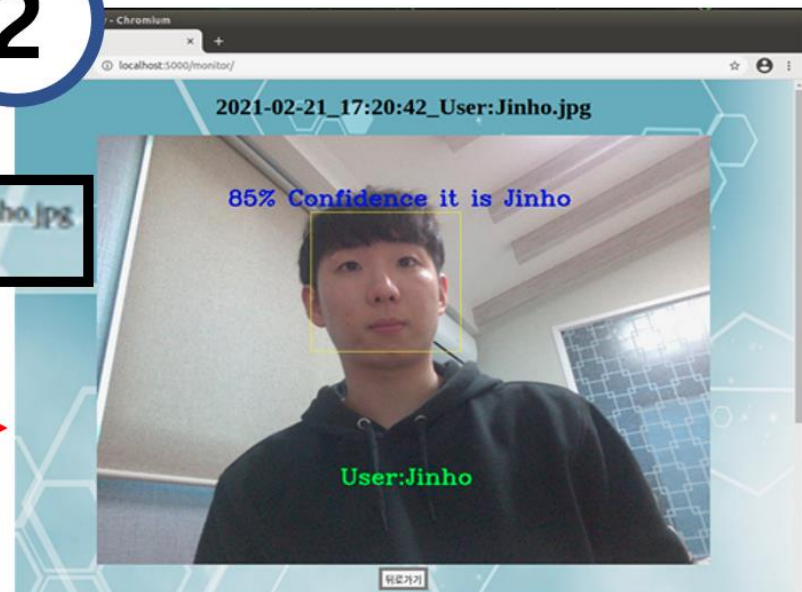 2
- Chromium
× +
localhost:5000/monitor/
2021-02-21_17:20:42_User:Jinho.jpg
ho.jpg
85% Confidence it is Jinho
User:Jinho
뒤로가기